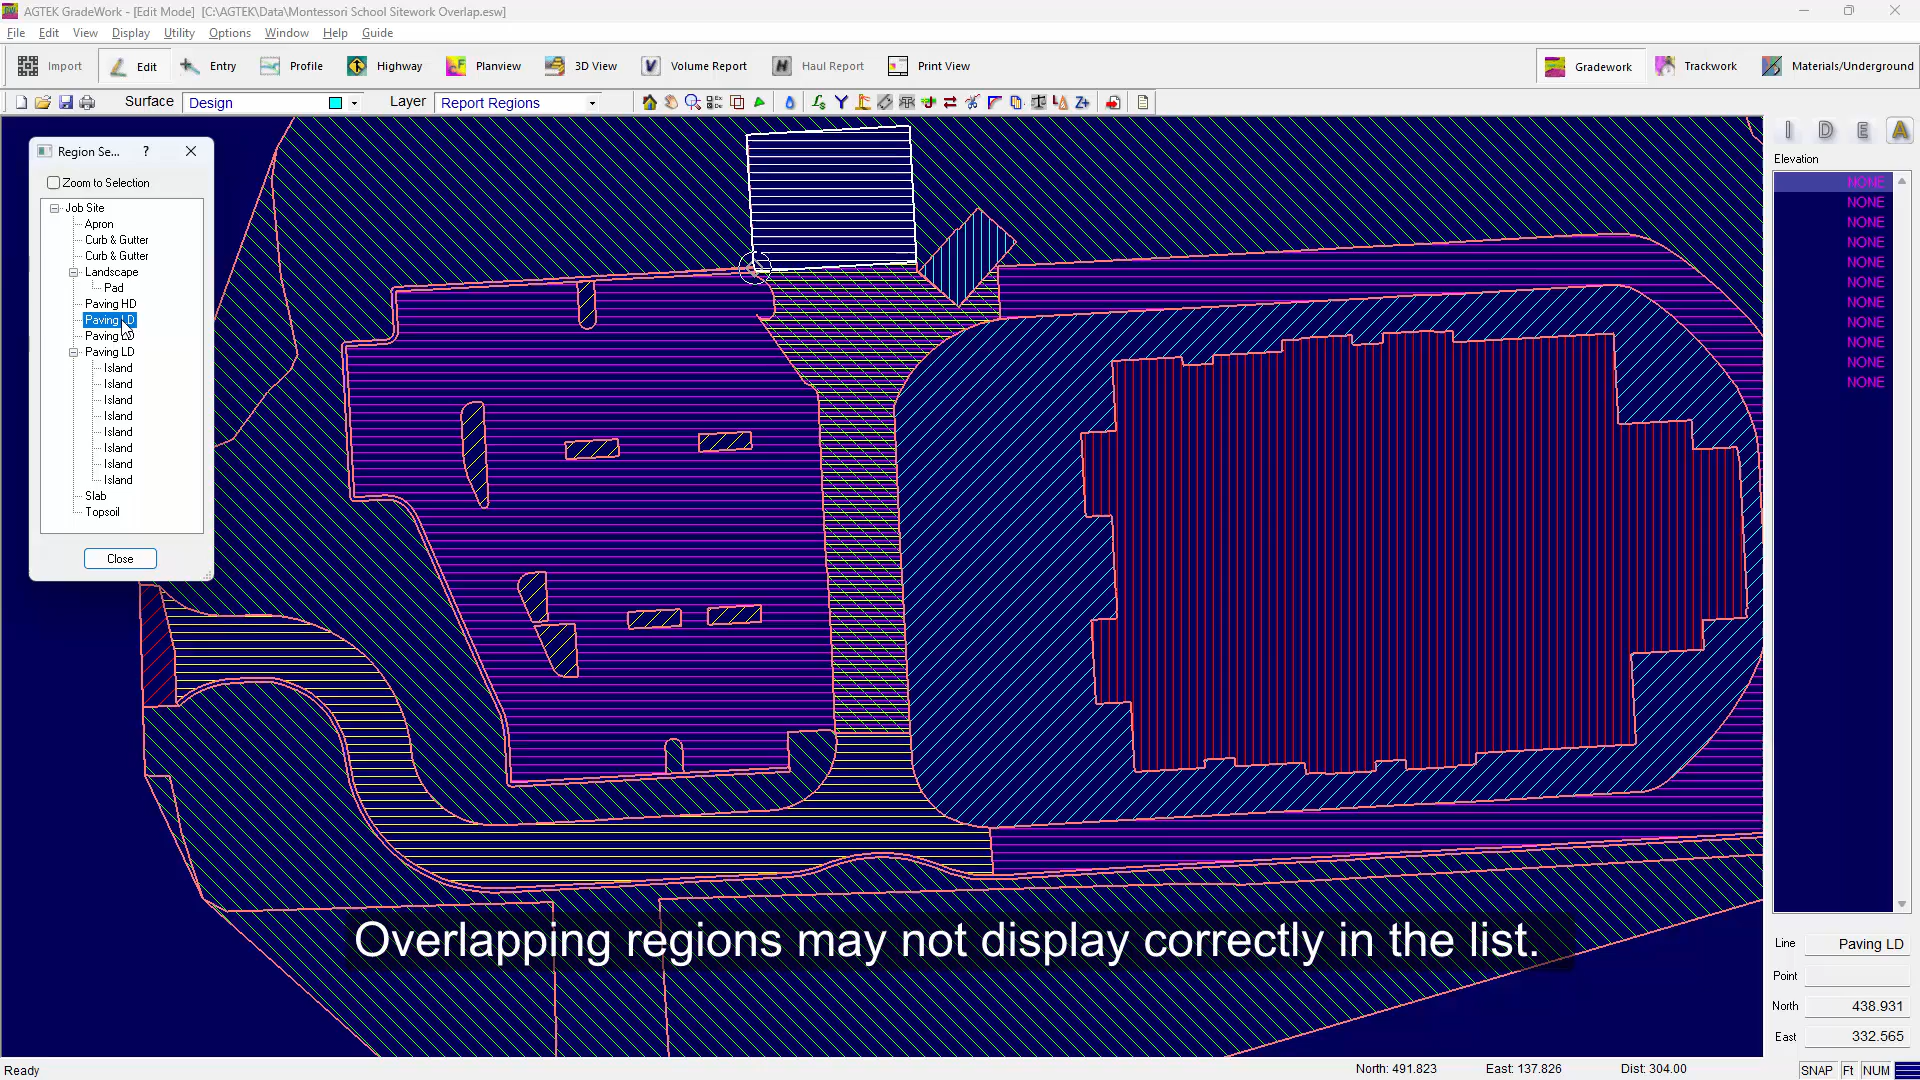 AGTEK GradeWork - [Edit Mode] [C:\AGTEK\Data\Montessori School Sitework Overlap.esw]
File Edit View Display Utility Options Window Help Guide
Import Edit Entry Profile Highway Planview 3D View Volume Report Haul Report Print View Gradework Trackwork Materials/Underground
Surface Design Layer Report Regions
I D E A
Elevation
NONE
NONE
NONE
NONE
NONE
NONE
NONE
NONE
NONE
NONE
NONE
Region Se... ?
Zoom to Selection
Job Site
Apron
Curb & Gutter
Curb & Gutter
Landscape
Pad
Paving HD
Paving LD
Paving LD
Paving LD
Island
Island
Island
Island
Island
Island
Island
Island
Slab
Topsoil
Close
Overlapping regions may not display correctly in the list.
Line Paving LD
Point
North 438.931
East 332.565
Ready North: 491.823 East: 137.826 Dist: 304.00 SNAP Ft NUM